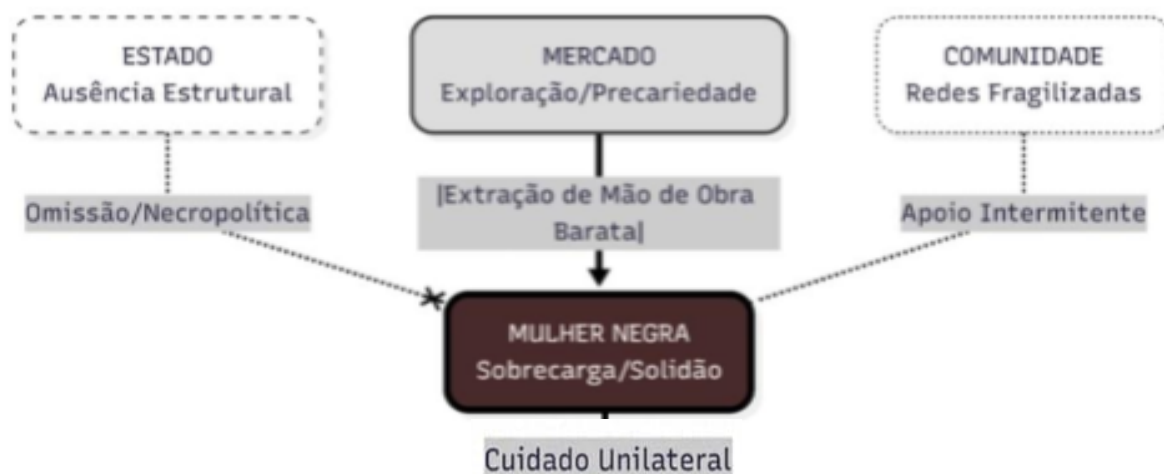 ESTADO
Ausência Estrutural
MERCADO
Exploração/Precariedade
COMUNIDADE
Redes Fragilizadas
Omissão/Necropolítica
|Extração de Mão de Obra
Barata|
Apoio Intermitente
MULHER NEGRA
Sobrecarga/Solidão
Cuidado Unilateral